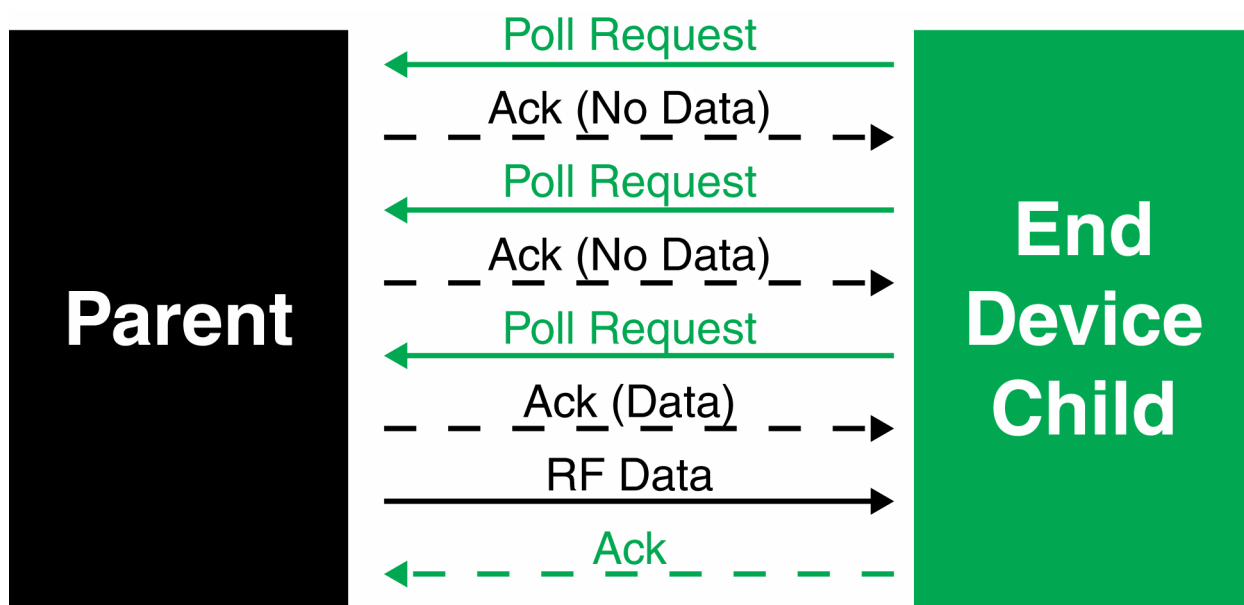 Parent
Poll Request
Ack (No Data)
Poll Request
Ack (No Data)
Poll Request
Ack (Data)
RF Data
Ack
End
Device
Child